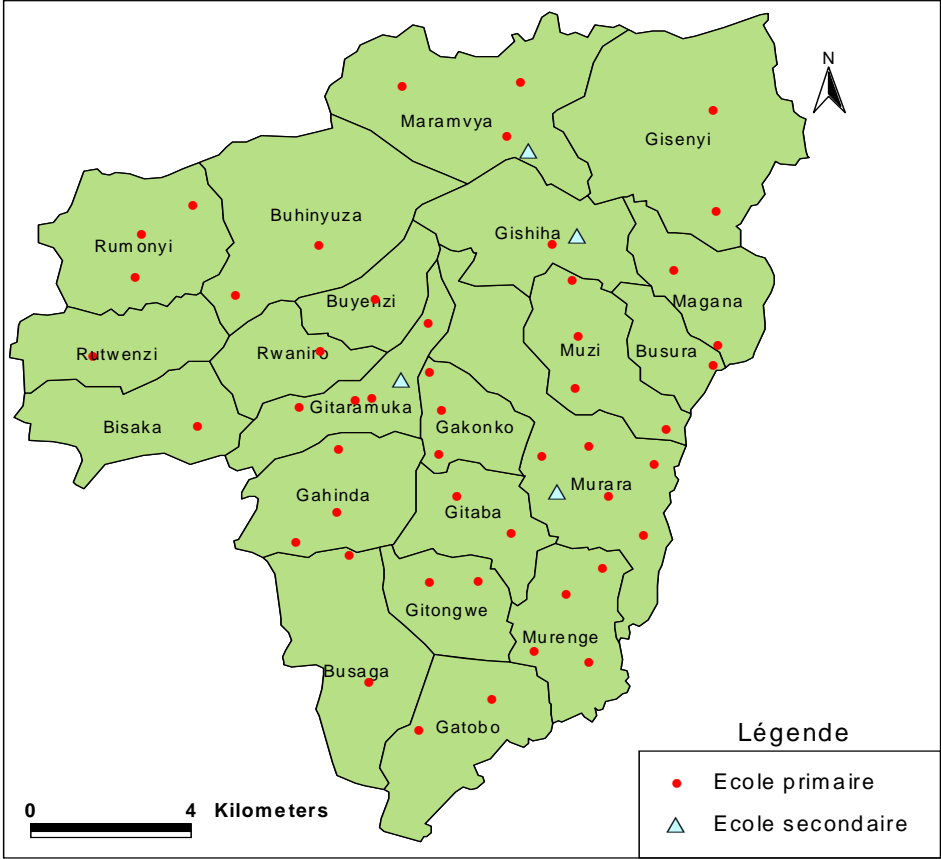 N
Maramvya
Gisenyi
Buhinyuza
Gishiha
Rumonyi
Buyenzi
Magana
Rutwenzi
Rwaniro
Muzi
Busura
Gitaramuka
Bisaka
Gakonko
Gahinda
Murara
Gitaba
Gitongwe
Murenge
Busaga
Gatobo
Légende
Ecole primaire
Ecole secondaire
0 4 Kilometers